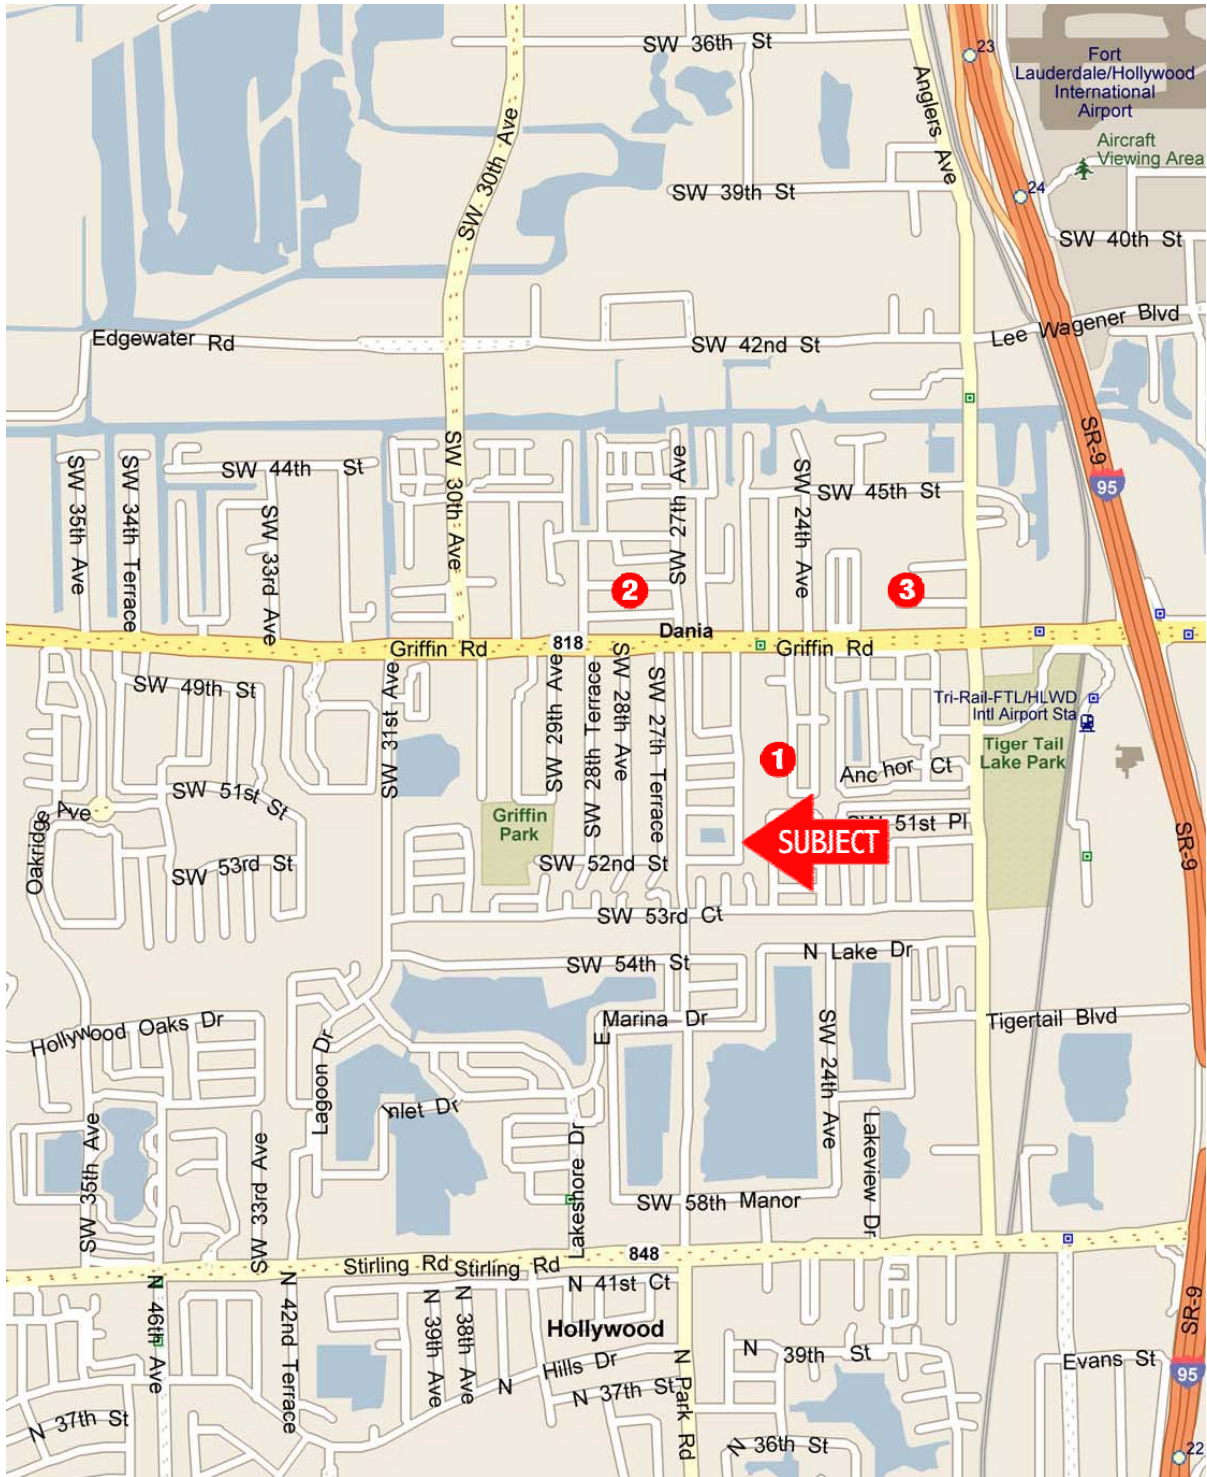 SW 36th St
23
Fort
Lauderdale/Hollywood
International
Airport
Anglers Ave
Aircraft
Viewing Area
SW 30th Ave
SW 39th St
24
SW 40th St
Edgewater Rd
SW 42nd St
Lee Wagener Blvd
SR-9
SW 35th Ave
SW 34th Terrace
SW 44th St
SW 30th Ave
SW 27th Ave
SW 24th Ave
SW 45th St
95
SW 33rd Ave
2
3
Dania
Griffin Rd
818
Griffin Rd
SW 49th St
SW 31st Ave
SW 29th Ave
SW 28th Terrace
SW 28th Ave
SW 27th Terrace
Tri-Rail-FTL/HLWD
Intl Airport Sta
Tiger Tail
Lake Park
1
Anchor Ct
SW 51st St
Oakridge Ave
Griffin
Park
SW 51st Pl
SUBJECT
SR-9
SW 53rd St
SW 52nd St
SW 53rd Ct
N Lake Dr
SW 54th St
Hollywood Oaks Dr
E Marina Dr
SW 24th Ave
Tigertail Blvd
Lagoon Dr
Inlet Dr
SW 35th Ave
SW 33rd Ave
Lakeshore Dr
Lakeview Dr
SW 58th Manor
848
Stirling Rd
Stirling Rd
N 46th Ave
N 42nd Terrace
N 39th Ave
N 38th Ave
N 41st Ct
SR-9
Hollywood
N Hills Dr
N 39th St
Evans St
95
N 37th St
N 37th St
N Park Rd
N 36th St
22